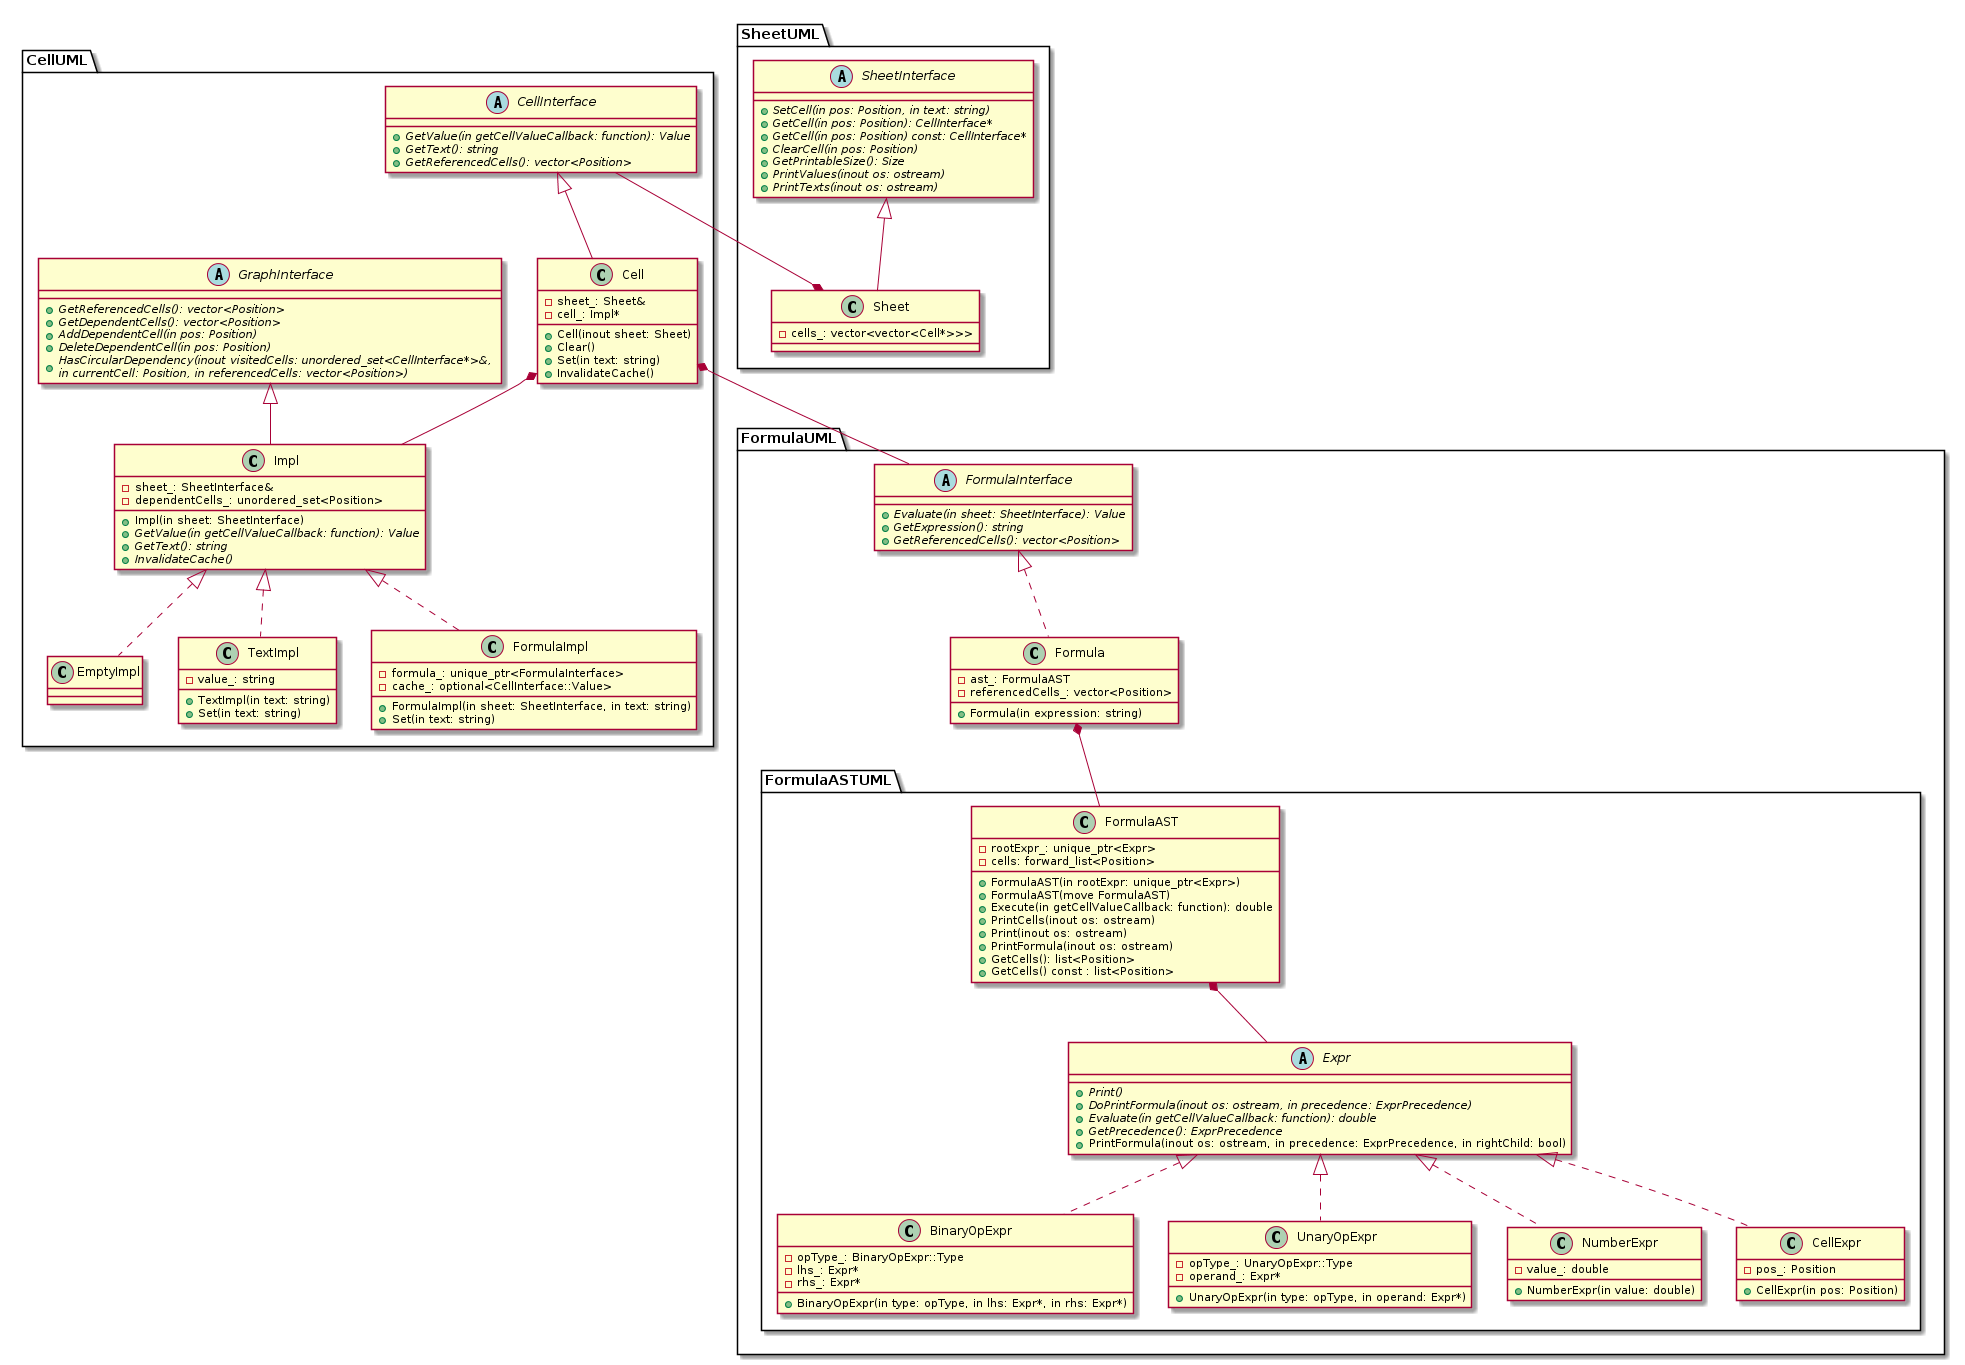 CellUML
A CellInterface
GetValue(in getCellValueCallback: function): Value
GetText(): string
GetReferencedCells(): vector<Position>
A GraphInterface
GetReferencedCells(): vector<Position>
GetDependentCells(): vector<Position>
AddDependentCell(in pos: Position)
DeleteDependentCell(in pos: Position)
HasCircularDependency(inout visitedCells: unordered_set<CellInterface*>&,
in currentCell: Position, in referencedCells: vector<Position>)
C Cell
sheet_: Sheet&
cell_: Impl*
Cell(inout sheet: Sheet)
Clear()
Set(in text: string)
InvalidateCache()
C Impl
sheet_: SheetInterface&
dependentCells_: unordered_set<Position>
Impl(in sheet: SheetInterface)
GetValue(in getCellValueCallback: function): Value
GetText(): string
InvalidateCache()
C EmptyImpl
C TextImpl
value_: string
TextImpl(in text: string)
Set(in text: string)
C FormulaImpl
formula_: unique_ptr<FormulaInterface>
cache_: optional<CellInterface::Value>
FormulaImpl(in sheet: SheetInterface, in text: string)
Set(in text: string)
SheetUML
A SheetInterface
SetCell(in pos: Position, in text: string)
GetCell(in pos: Position): CellInterface*
GetCell(in pos: Position) const: CellInterface*
ClearCell(in pos: Position)
GetPrintableSize(): Size
PrintValues(inout os: ostream)
PrintTexts(inout os: ostream)
C Sheet
cells_: vector<vector<Cell*>>>
FormulaUML
A FormulaInterface
Evaluate(in sheet: SheetInterface): Value
GetExpression(): string
GetReferencedCells(): vector<Position>
C Formula
ast_: FormulaAST
referencedCells_: vector<Position>
Formula(in expression: string)
FormulaASTUML
C FormulaAST
rootExpr_: unique_ptr<Expr>
cells: forward_list<Position>
FormulaAST(in rootExpr: unique_ptr<Expr>)
FormulaAST(move FormulaAST)
Execute(in getCellValueCallback: function): double
PrintCells(inout os: ostream)
Print(inout os: ostream)
PrintFormula(inout os: ostream)
GetCells(): list<Position>
GetCells() const : list<Position>
A Expr
Print()
DoPrintFormula(inout os: ostream, in precedence: ExprPrecedence)
Evaluate(in getCellValueCallback: function): double
GetPrecedence(): ExprPrecedence
PrintFormula(inout os: ostream, in precedence: ExprPrecedence, in rightChild: bool)
C BinaryOpExpr
opType_: BinaryOpExpr::Type
lhs_: Expr*
rhs_: Expr*
BinaryOpExpr(in type: opType, in lhs: Expr*, in rhs: Expr*)
C UnaryOpExpr
opType_: UnaryOpExpr::Type
operand_: Expr*
UnaryOpExpr(in type: opType, in operand: Expr*)
C NumberExpr
value_: double
NumberExpr(in value: double)
C CellExpr
pos_: Position
CellExpr(in pos: Position)